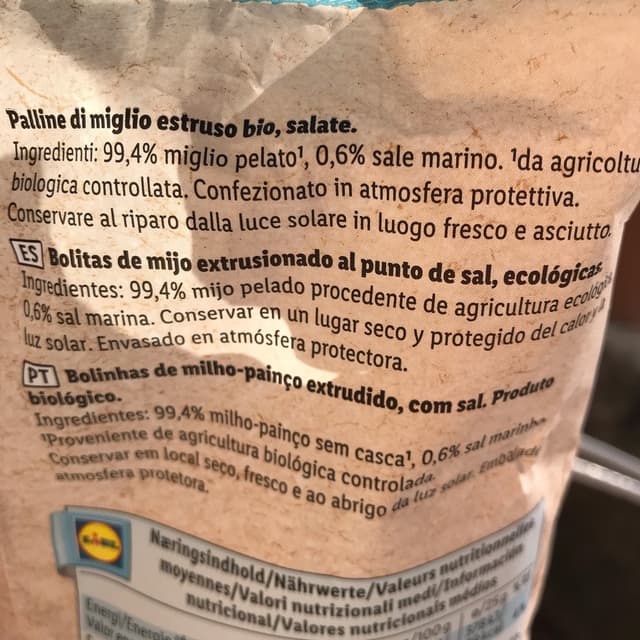 Palline di miglio estruso bio, salate.
Ingredienti: 99,4% miglio pelato¹, 0,6% sale marino. ¹da agricoltu
biologica controllata. Confezionato in atmosfera protettiva.
Conservare al riparo dalla luce solare in luogo fresco e asciutto.
ES Bolitas de mijo extrusionado al punto de sal, ecológicas.
Ingredientes: 99,4% mijo pelado procedente de agricultura ecológica,
0,6% sal marina. Conservar en un lugar seco y protegido del calor y la
luz solar. Envasado en atmósfera protectora.
PT Bolinhas de milho-painço extrudido, com sal. Produto
biológico.
Ingredientes: 99,4% milho-painço sem casca¹, 0,6% sal marinho.
¹Proveniente de agricultura biológica controlada.
Conservar em local seco, fresco e ao abrigo da luz solar. Embalado
atmosfera protetora.
Næringsindhold/Nährwerte/Valeurs nutritionnelles
moyennes/Valori nutrizionali medi/Información
nutricional/Valores nutricionais médios
Energi/Energie